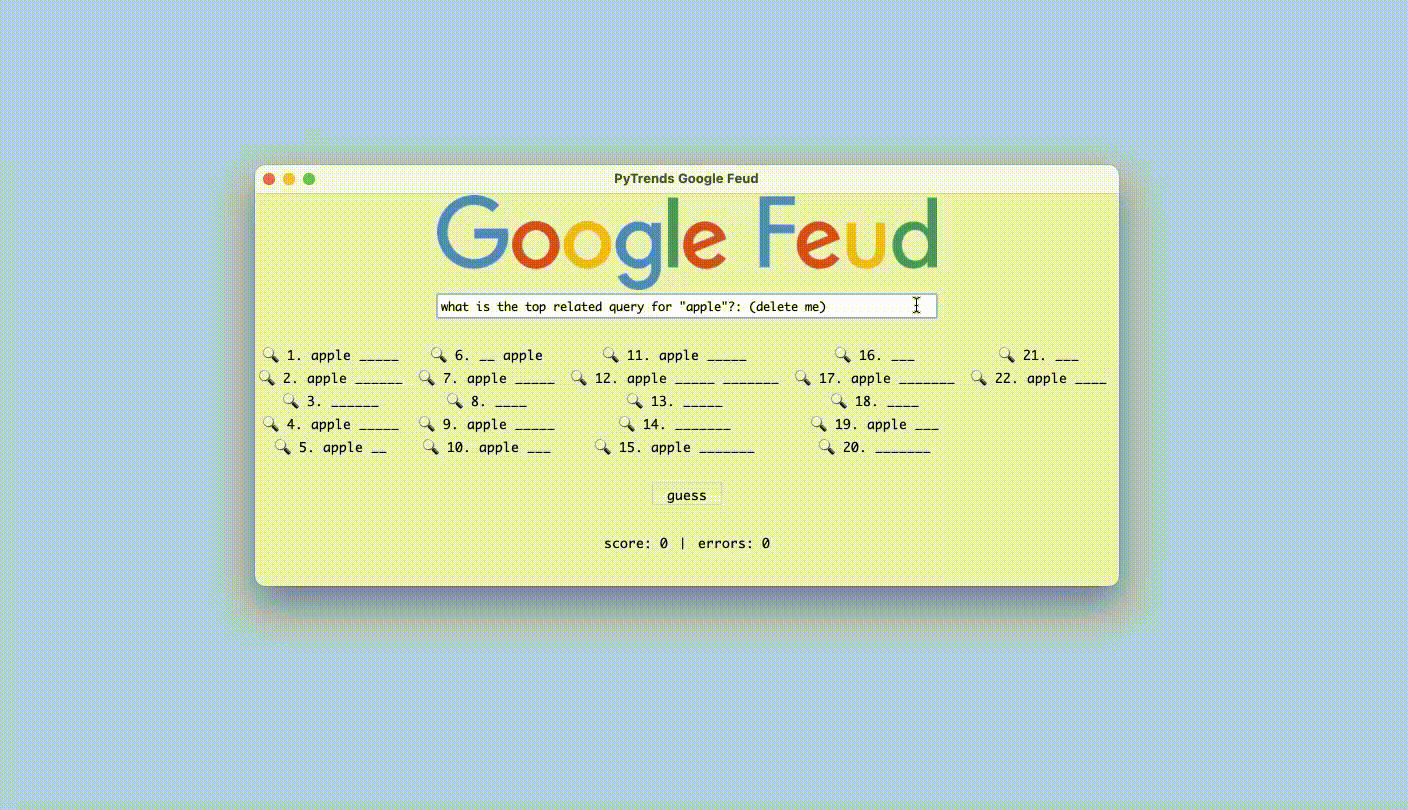 PyTrends Google Feud
Google Feud
what is the top related query for "apple"?: (delete me)
1. apple _____ 6. __ apple 11. apple _____ 16. ___ 21. ___
2. apple ______ 7. apple _____ 12. apple _____ _______ 17. apple _______ 22. apple ____
3. ______ 8. ____ 13. _____ 18. ____
4. apple _____ 9. apple _____ 14. _______ 19. apple ___
5. apple __ 10. apple ___ 15. apple _______ 20. _______
guess
score: 0 | errors: 0